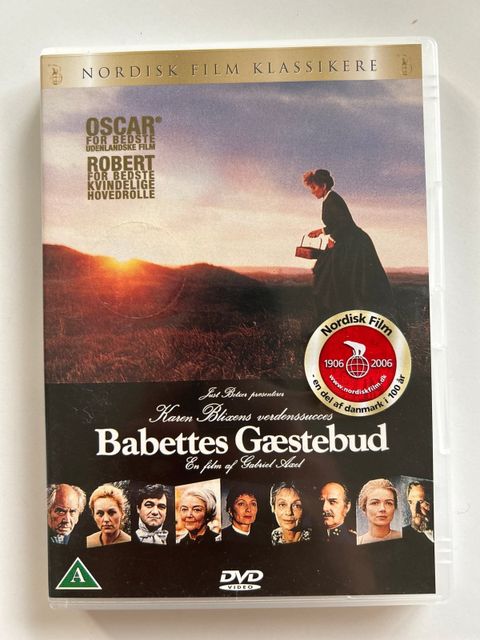 NORDISK FILM KLASSIKERE
OSCAR®
FOR BEDSTE
UDENLANDSKE FILM
ROBERT
FOR BEDSTE
KVINDELIGE
HOVEDROLLE
Nordisk Film
1906 2006
www.nordiskfilm.dk
- en del af danmark i 100 år
Just Betzer præsenterer
Karen Blixens verdenssucces
Babettes Gæstebud
En film af Gabriel Axel
A
DVD
VIDEO